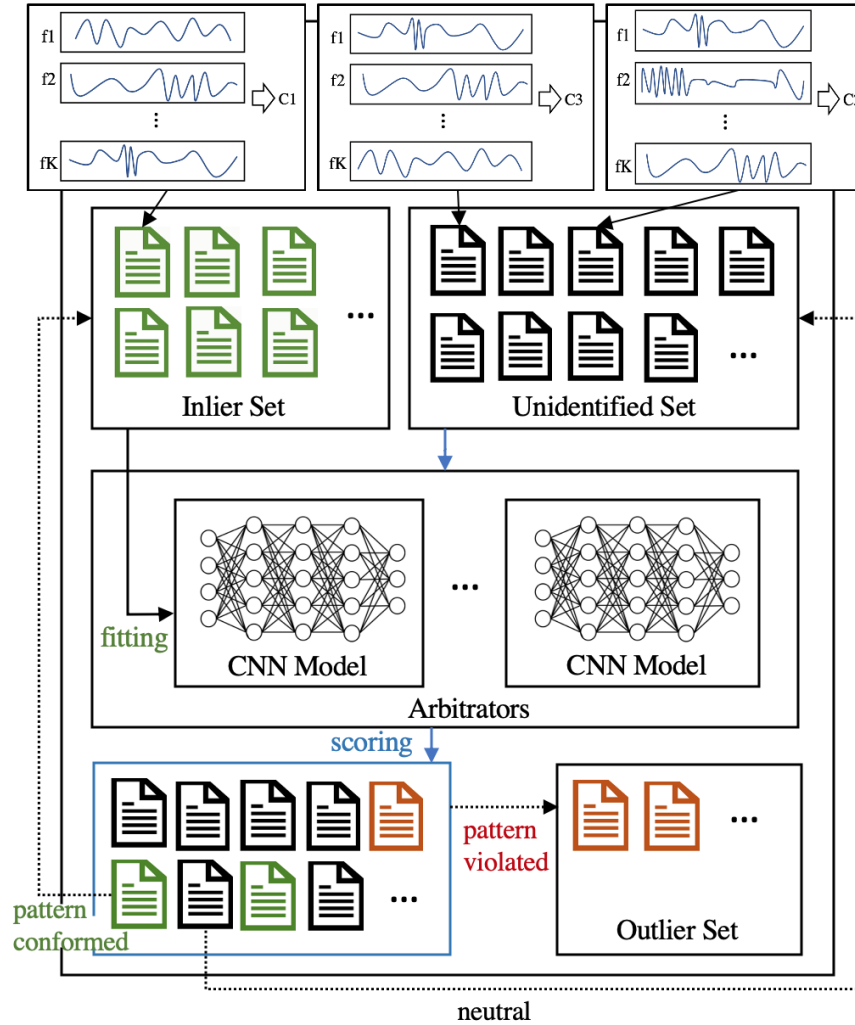 f1
f2
⋮
fK
C1
f1
f2
⋮
fK
C3
f1
f2
⋮
fK
...
...
Inlier Set
Unidentified Set
fitting
CNN Model
...
CNN Model
Arbitrators
scoring
...
pattern
conformed
pattern
violated
...
Outlier Set
neutral